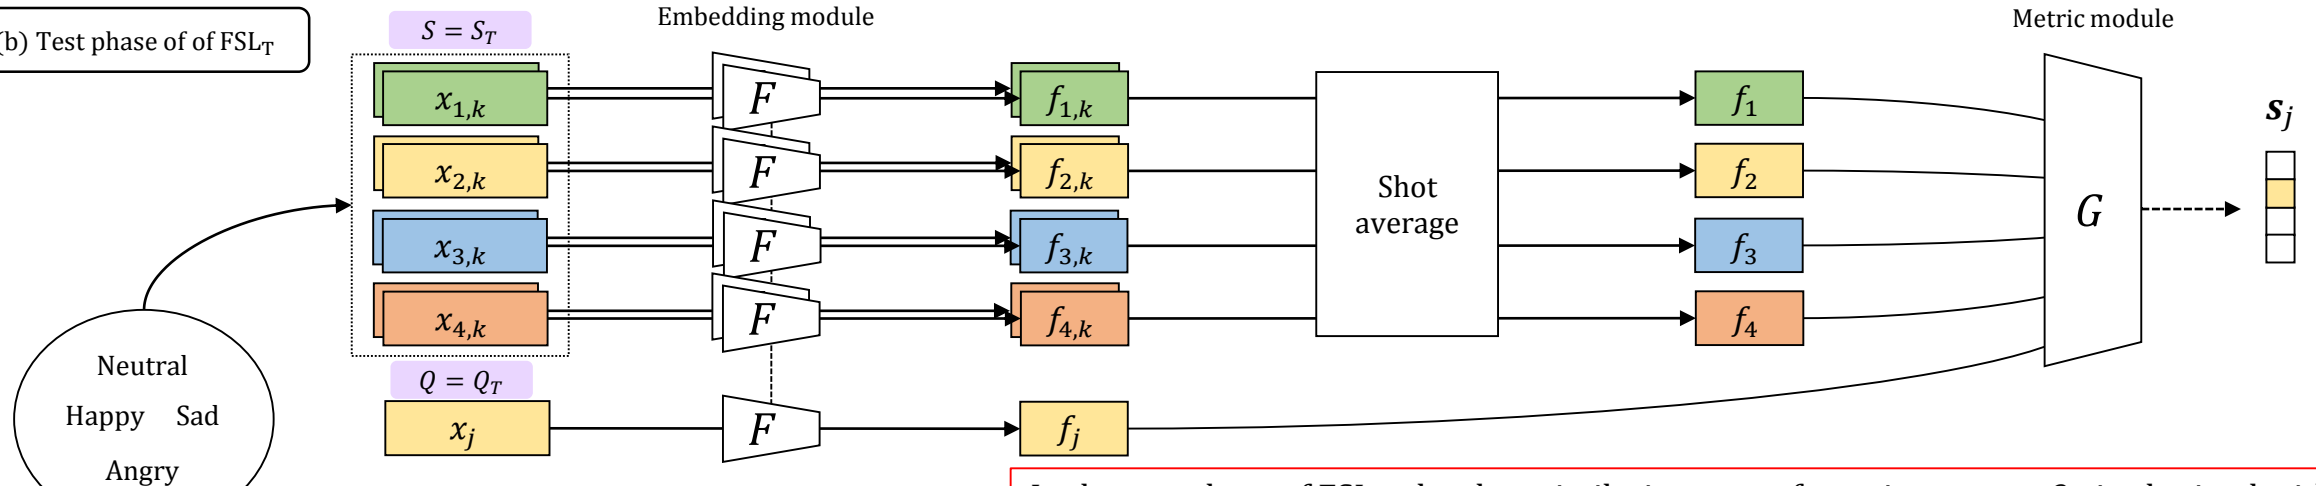 (b) Test phase of of FSL_T
S = S_T
Embedding module
Metric module
x_{1,k}
F
f_{1,k}
f_1
x_{2,k}
F
f_{2,k}
f_2
x_{3,k}
F
f_{3,k}
f_3
x_{4,k}
F
f_{4,k}
f_4
Shot
average
G
s_j
Neutral
Happy Sad
Angry
Q = Q_T
x_j
F
f_j